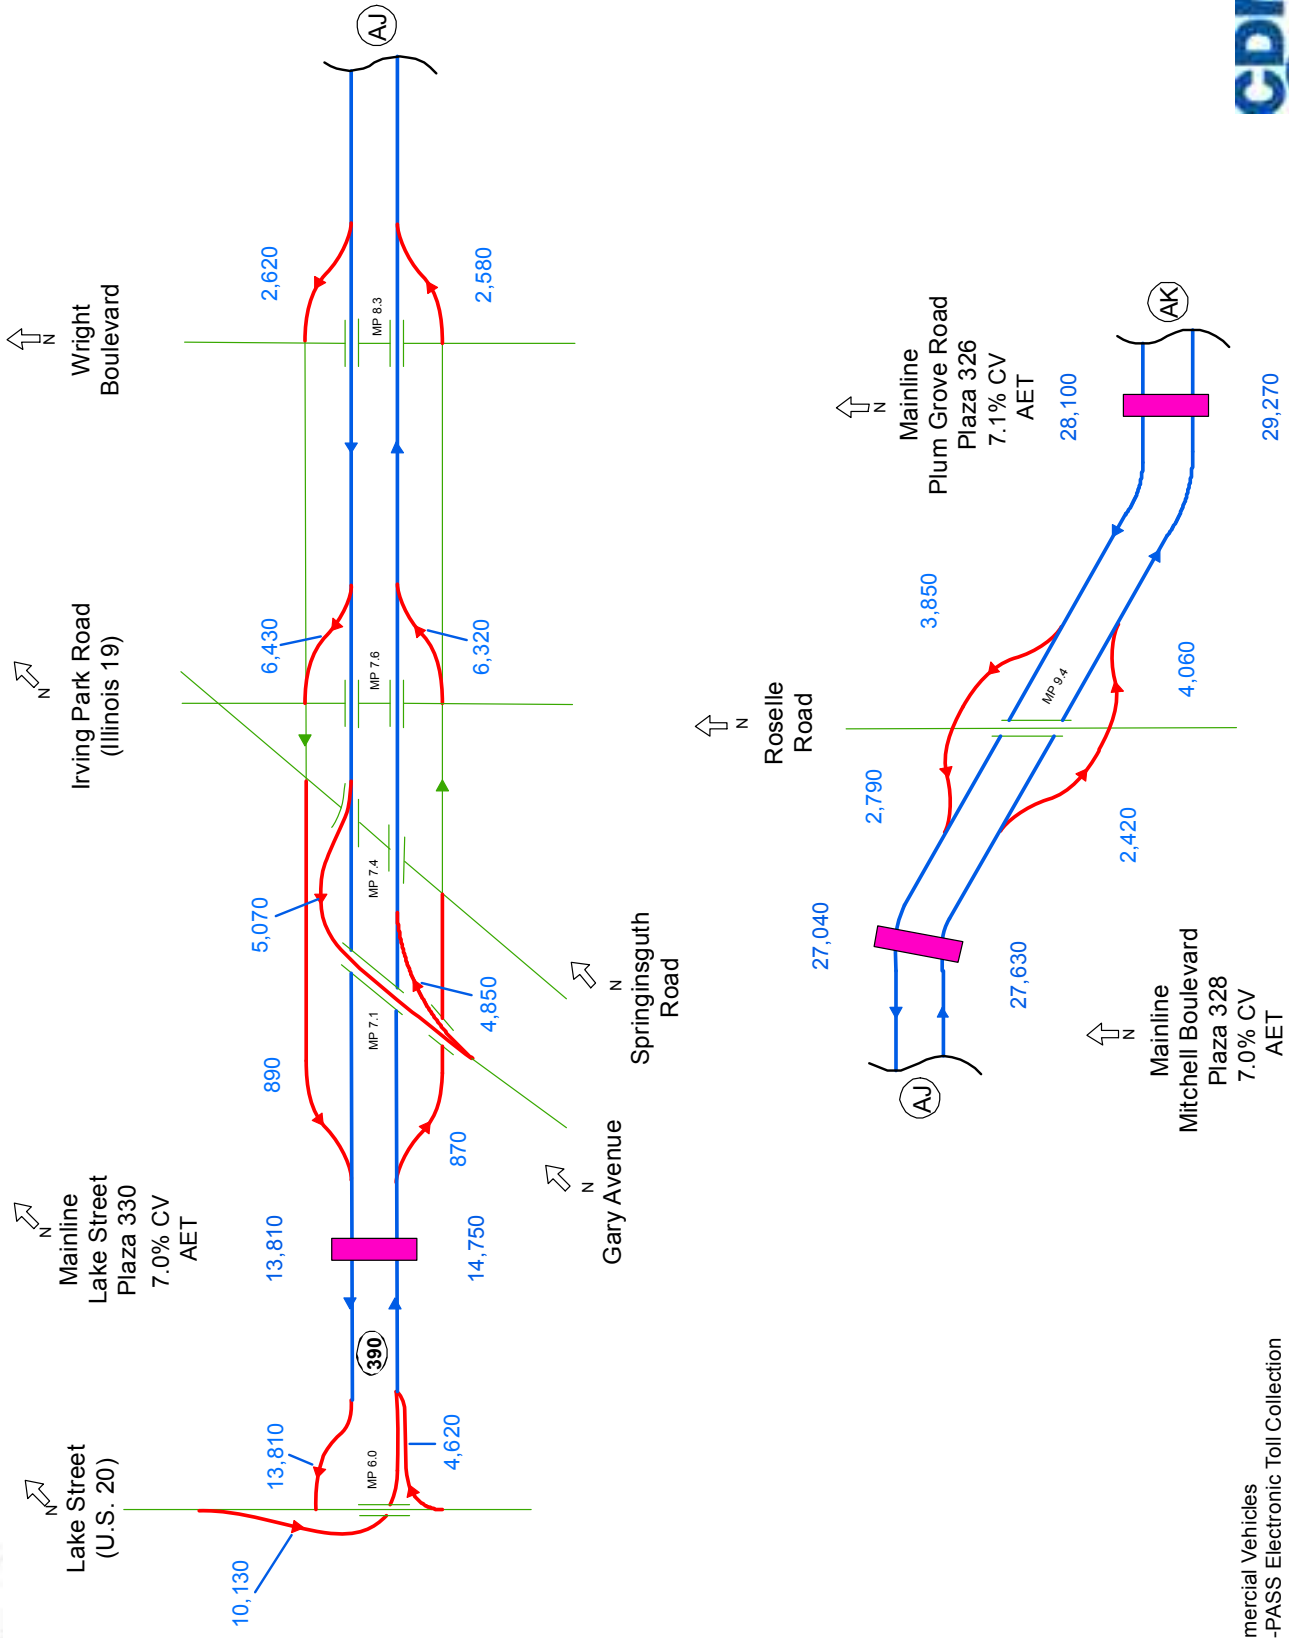 Lake Street
(U.S. 20)
N
10,130
13,810
4,620
MP 6.0
390
Mainline
Lake Street
Plaza 330
7.0% CV
AET
N
13,810
14,750
Gary Avenue
N
890
870
MP 7.1
5,070
4,850
MP 7.4
Springinsguth
Road
N
Irving Park Road
(Illinois 19)
N
6,430
6,320
MP 7.6
Wright
Boulevard
N
2,620
2,580
MP 8.3
AJ
AJ
Mainline
Mitchell Boulevard
Plaza 328
7.0% CV
AET
N
27,040
27,630
Roselle
Road
N
2,790
2,420
3,850
4,060
MP 9.4
Mainline
Plum Grove Road
Plaza 326
7.1% CV
AET
N
28,100
29,270
AK
mercial Vehicles
-PASS Electronic Toll Collection